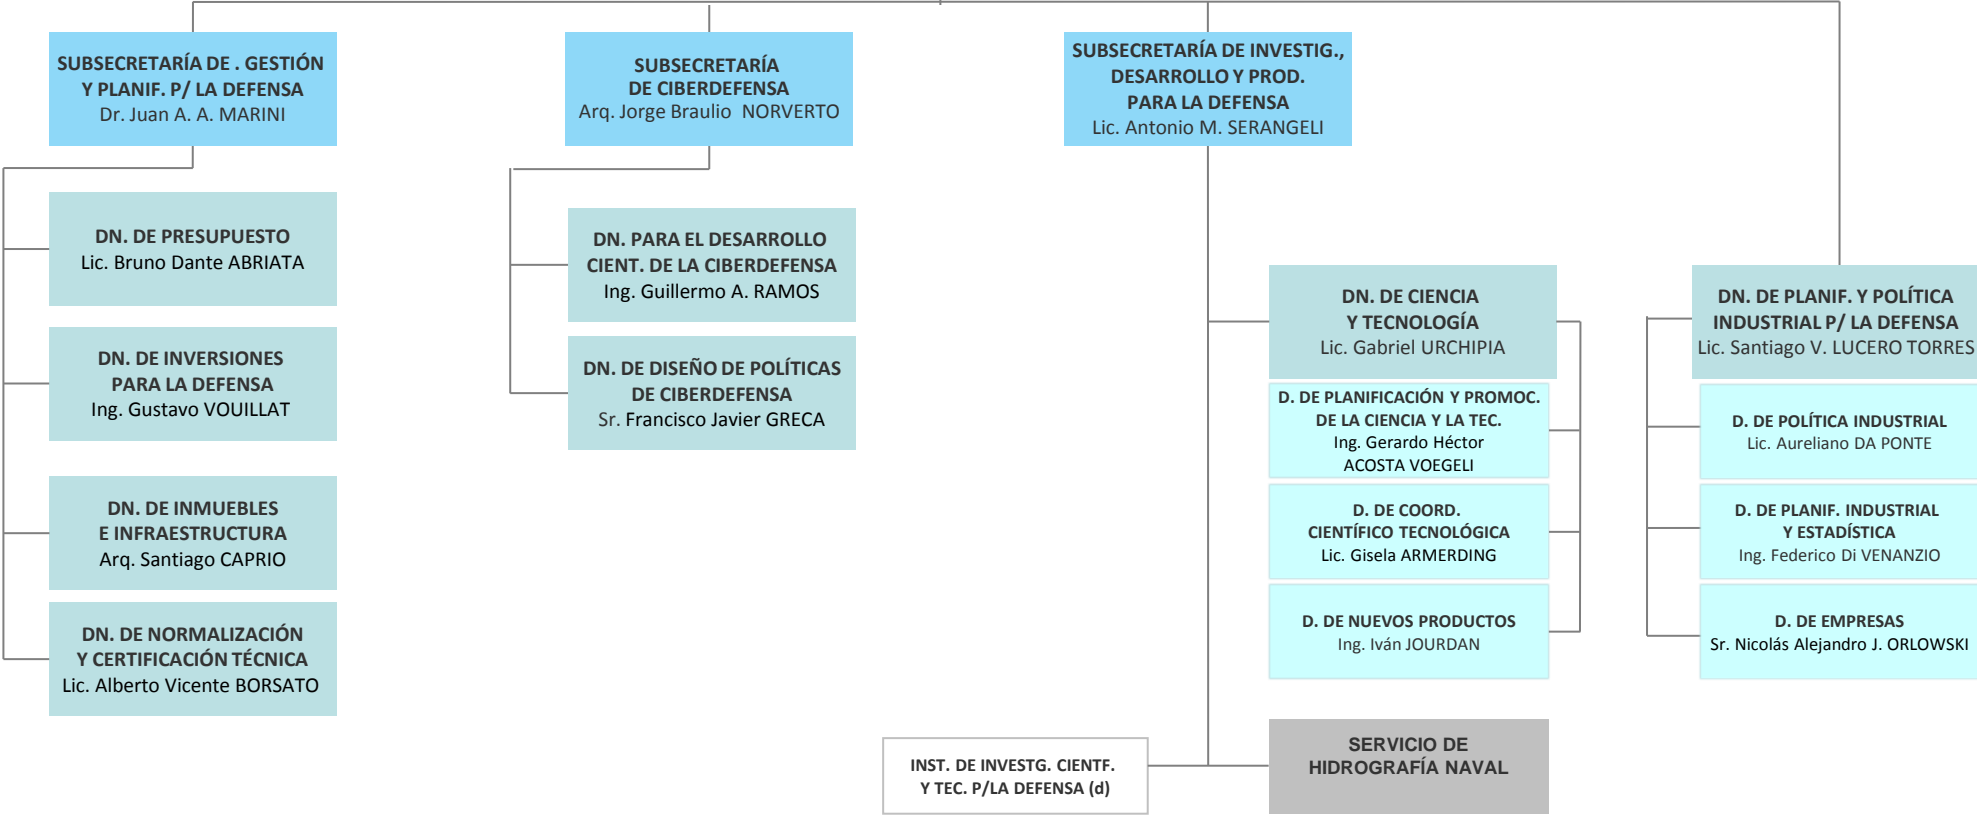 SUBSECRETARÍA DE . GESTIÓN
Y PLANIF. P/ LA DEFENSA
Dr. Juan A. A. MARINI
DN. DE PRESUPUESTO
Lic. Bruno Dante ABRIATA
DN. DE INVERSIONES
PARA LA DEFENSA
Ing. Gustavo VOUILLAT
DN. DE INMUEBLES
E INFRAESTRUCTURA
Arq. Santiago CAPRIO
DN. DE NORMALIZACIÓN
Y CERTIFICACIÓN TÉCNICA
Lic. Alberto Vicente BORSATO
SUBSECRETARÍA
DE CIBERDEFENSA
Arq. Jorge Braulio NORVERTO
DN. PARA EL DESARROLLO
CIENT. DE LA CIBERDEFENSA
Ing. Guillermo A. RAMOS
DN. DE DISEÑO DE POLÍTICAS
DE CIBERDEFENSA
Sr. Francisco Javier GRECA
SUBSECRETARÍA DE INVESTIG.,
DESARROLLO Y PROD.
PARA LA DEFENSA
Lic. Antonio M. SERANGELI
DN. DE CIENCIA
Y TECNOLOGÍA
Lic. Gabriel URCHIPIA
D. DE PLANIFICACIÓN Y PROMOC.
DE LA CIENCIA Y LA TEC.
Ing. Gerardo Héctor
ACOSTA VOEGELI
D. DE COORD.
CIENTÍFICO TECNOLÓGICA
Lic. Gisela ARMERDING
D. DE NUEVOS PRODUCTOS
Ing. Iván JOURDAN
INST. DE INVESTG. CIENTF.
Y TEC. P/LA DEFENSA (d)
SERVICIO DE
HIDROGRAFÍA NAVAL
DN. DE PLANIF. Y POLÍTICA
INDUSTRIAL P/ LA DEFENSA
Lic. Santiago V. LUCERO TORRES
D. DE POLÍTICA INDUSTRIAL
Lic. Aureliano DA PONTE
D. DE PLANIF. INDUSTRIAL
Y ESTADÍSTICA
Ing. Federico Di VENANZIO
D. DE EMPRESAS
Sr. Nicolás Alejandro J. ORLOWSKI